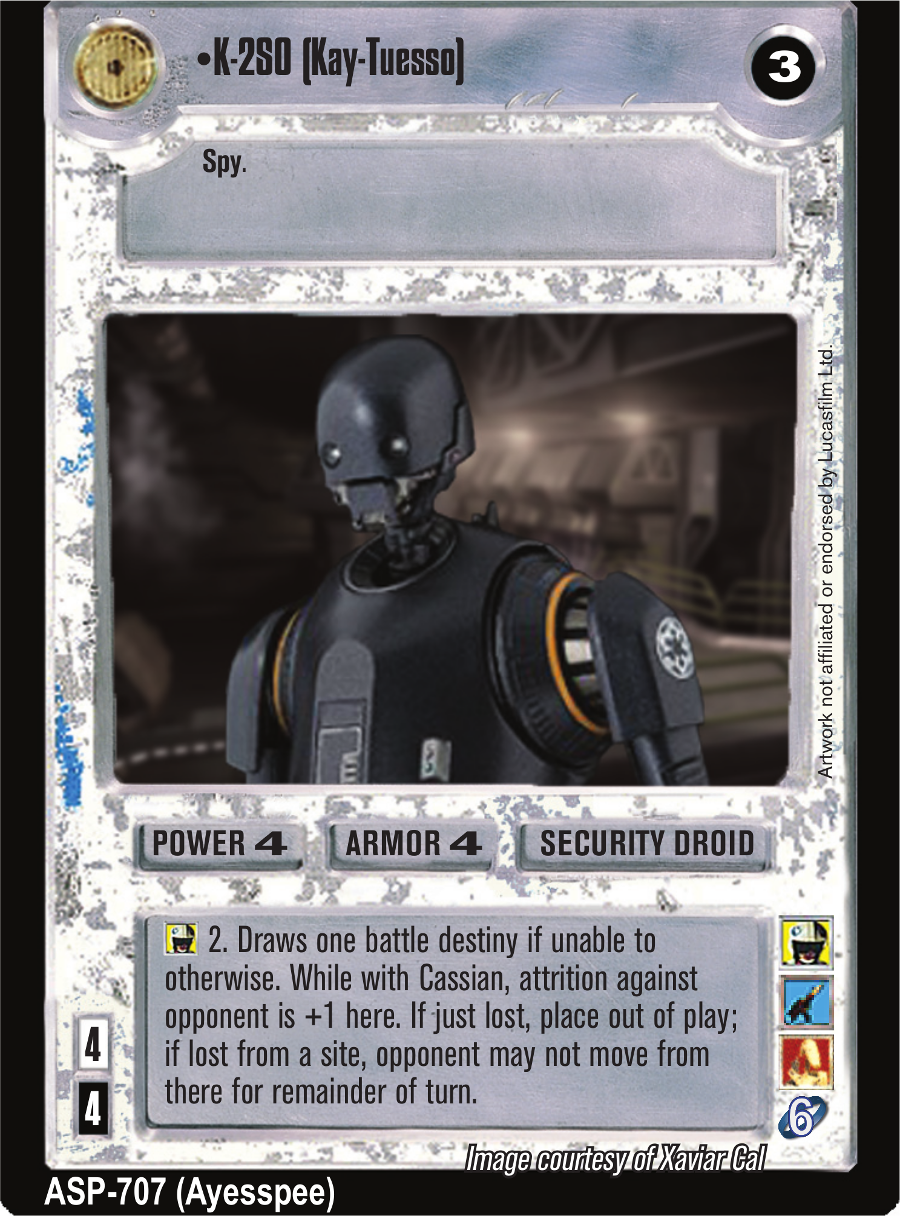 •K-2SO (Kay-Tuesso)
3
Spy.
Artwork not affiliated or endorsed by Lucasfilm Ltd.
POWER 4
ARMOR 4
SECURITY DROID
2. Draws one battle destiny if unable to
otherwise. While with Cassian, attrition against
opponent is +1 here. If just lost, place out of play;
if lost from a site, opponent may not move from
there for remainder of turn.
4
4
6
Image courtesy of Xaviar Cal
ASP-707 (Ayesspee)